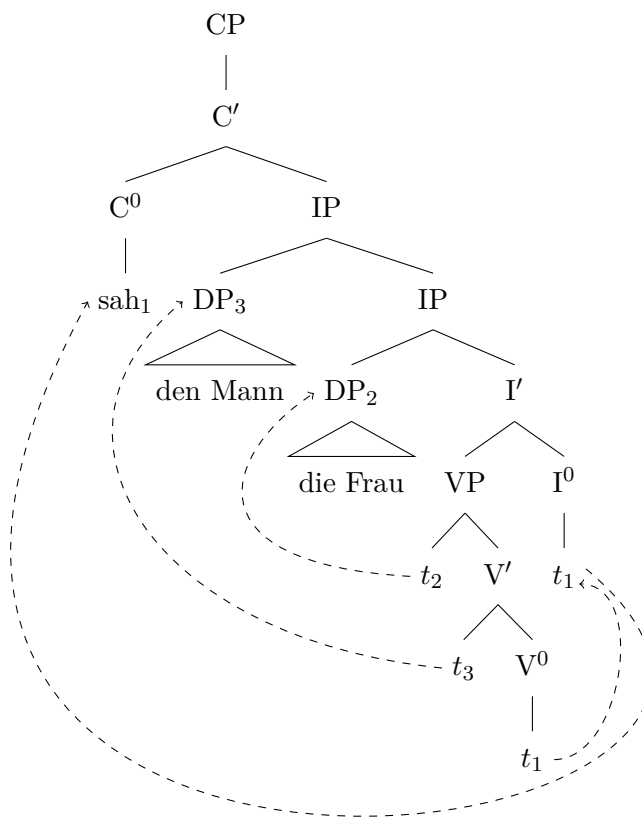 CP
C′
C⁰ IP
sah₁ DP₃ IP
den Mann DP₂ I′
die Frau VP I⁰
t₂ V′ t₁
t₃ V⁰
t₁